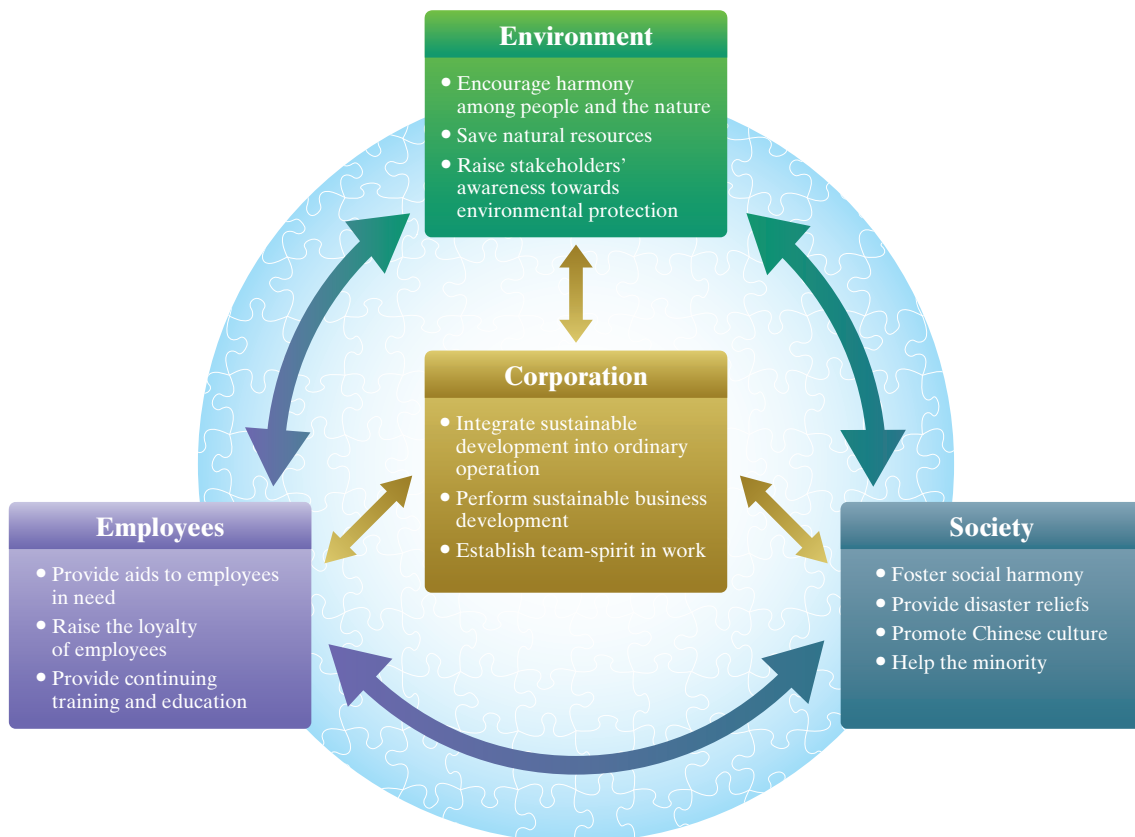 Environment
• Encourage harmony
among people and the nature
• Save natural resources
• Raise stakeholders’
awareness towards
environmental protection
Corporation
• Integrate sustainable
development into ordinary
operation
• Perform sustainable business
development
• Establish team-spirit in work
Employees
• Provide aids to employees
in need
• Raise the loyalty
of employees
• Provide continuing
training and education
Society
• Foster social harmony
• Provide disaster reliefs
• Promote Chinese culture
• Help the minority